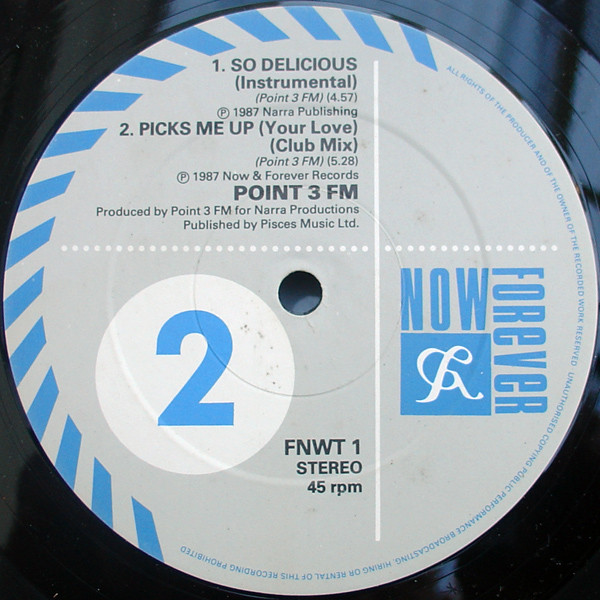 1. SO DELICIOUS
(Instrumental)
(Point 3 FM) (4.57)
℗ 1987 Narra Publishing
2. PICKS ME UP (Your Love)
(Club Mix)
(Point 3 FM) (5.28)
℗ 1987 Now & Forever Records
POINT 3 FM
Produced by Point 3 FM for Narra Productions
Published by Pisces Music Ltd.
NOW
FOREVER
2
FNWT 1
STEREO
45 rpm
ALL RIGHTS OF THE PRODUCER AND OF THE OWNER OF THE RECORDED WORK RESERVED. UNAUTHORISED COPYING PUBLIC PERFORMANCE BROADCASTING, HIRING OR RENTAL OF THIS RECORDING PROHIBITED